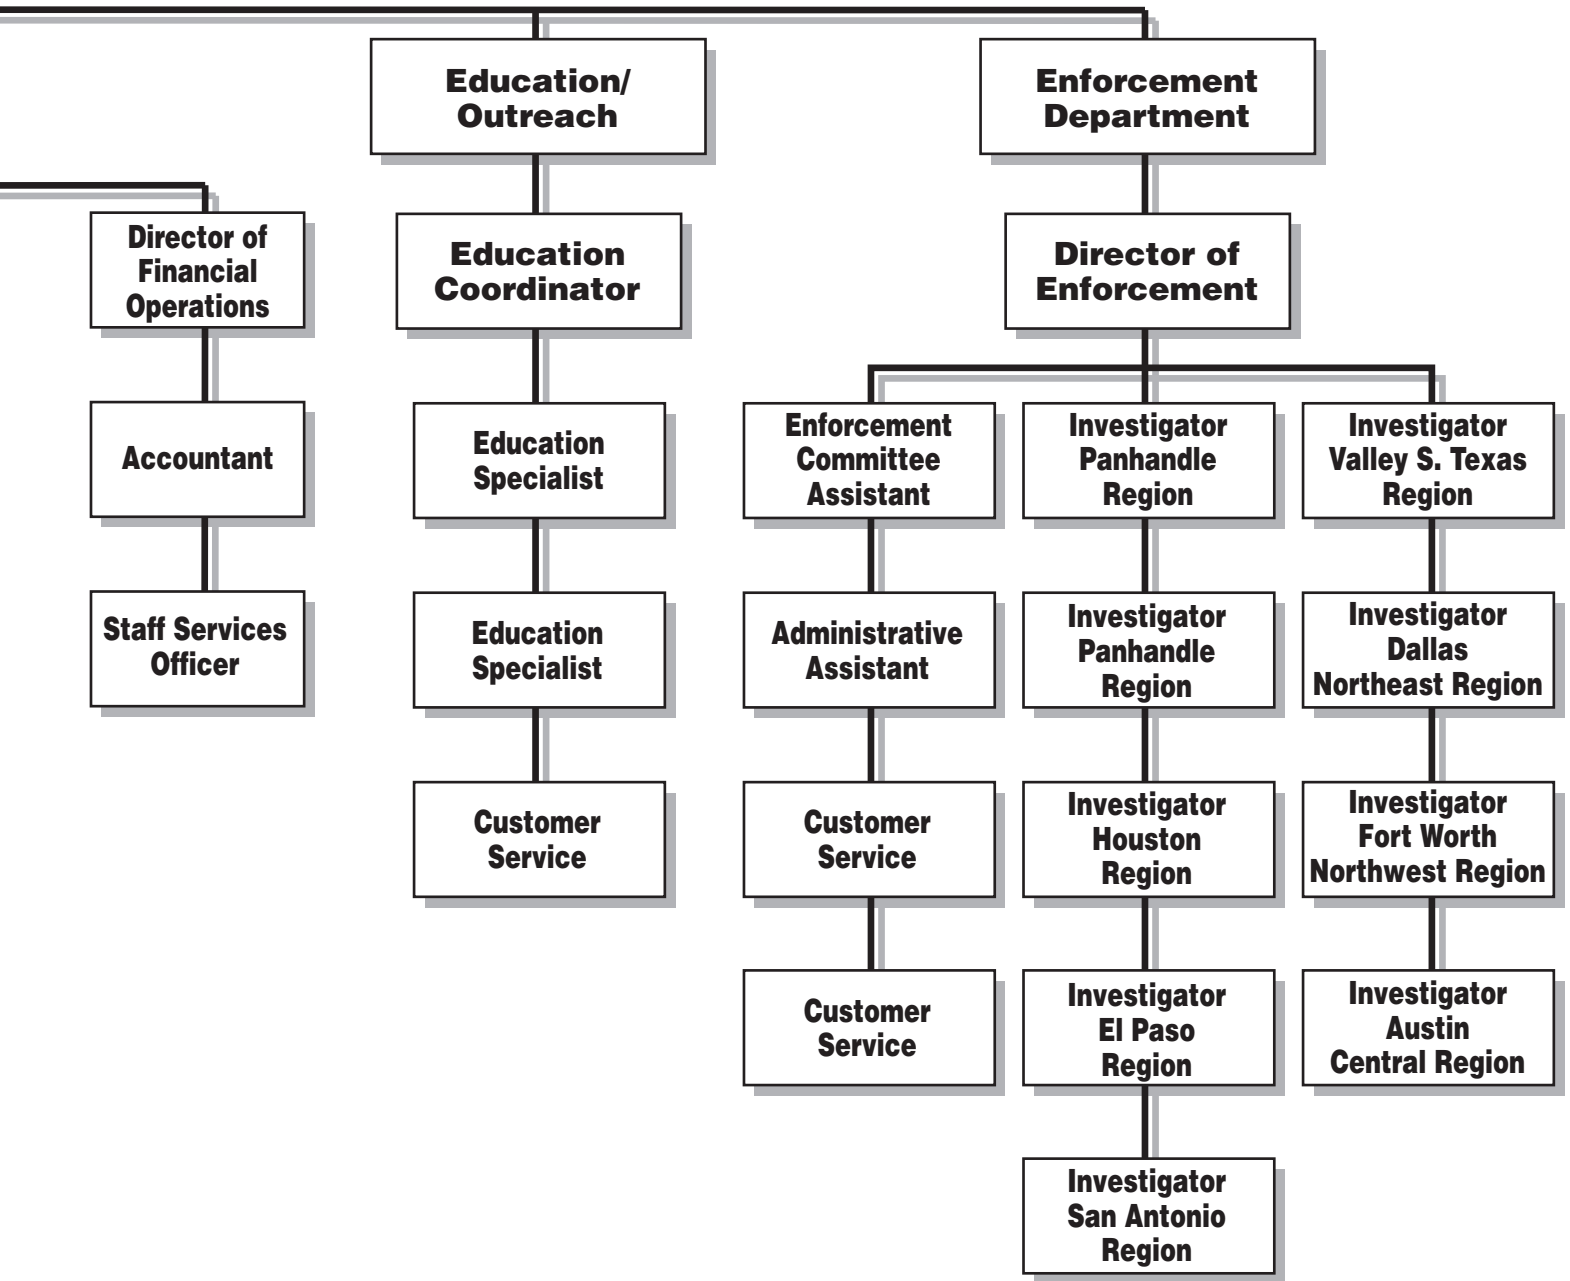 Education/
Outreach
Enforcement
Department
Director of
Financial
Operations
Education
Coordinator
Director of
Enforcement
Accountant
Education
Specialist
Enforcement
Committee
Assistant
Investigator
Panhandle
Region
Investigator
Valley S. Texas
Region
Staff Services
Officer
Education
Specialist
Administrative
Assistant
Investigator
Panhandle
Region
Investigator
Dallas
Northeast Region
Customer
Service
Customer
Service
Investigator
Houston
Region
Investigator
Fort Worth
Northwest Region
Customer
Service
Investigator
El Paso
Region
Investigator
Austin
Central Region
Investigator
San Antonio
Region